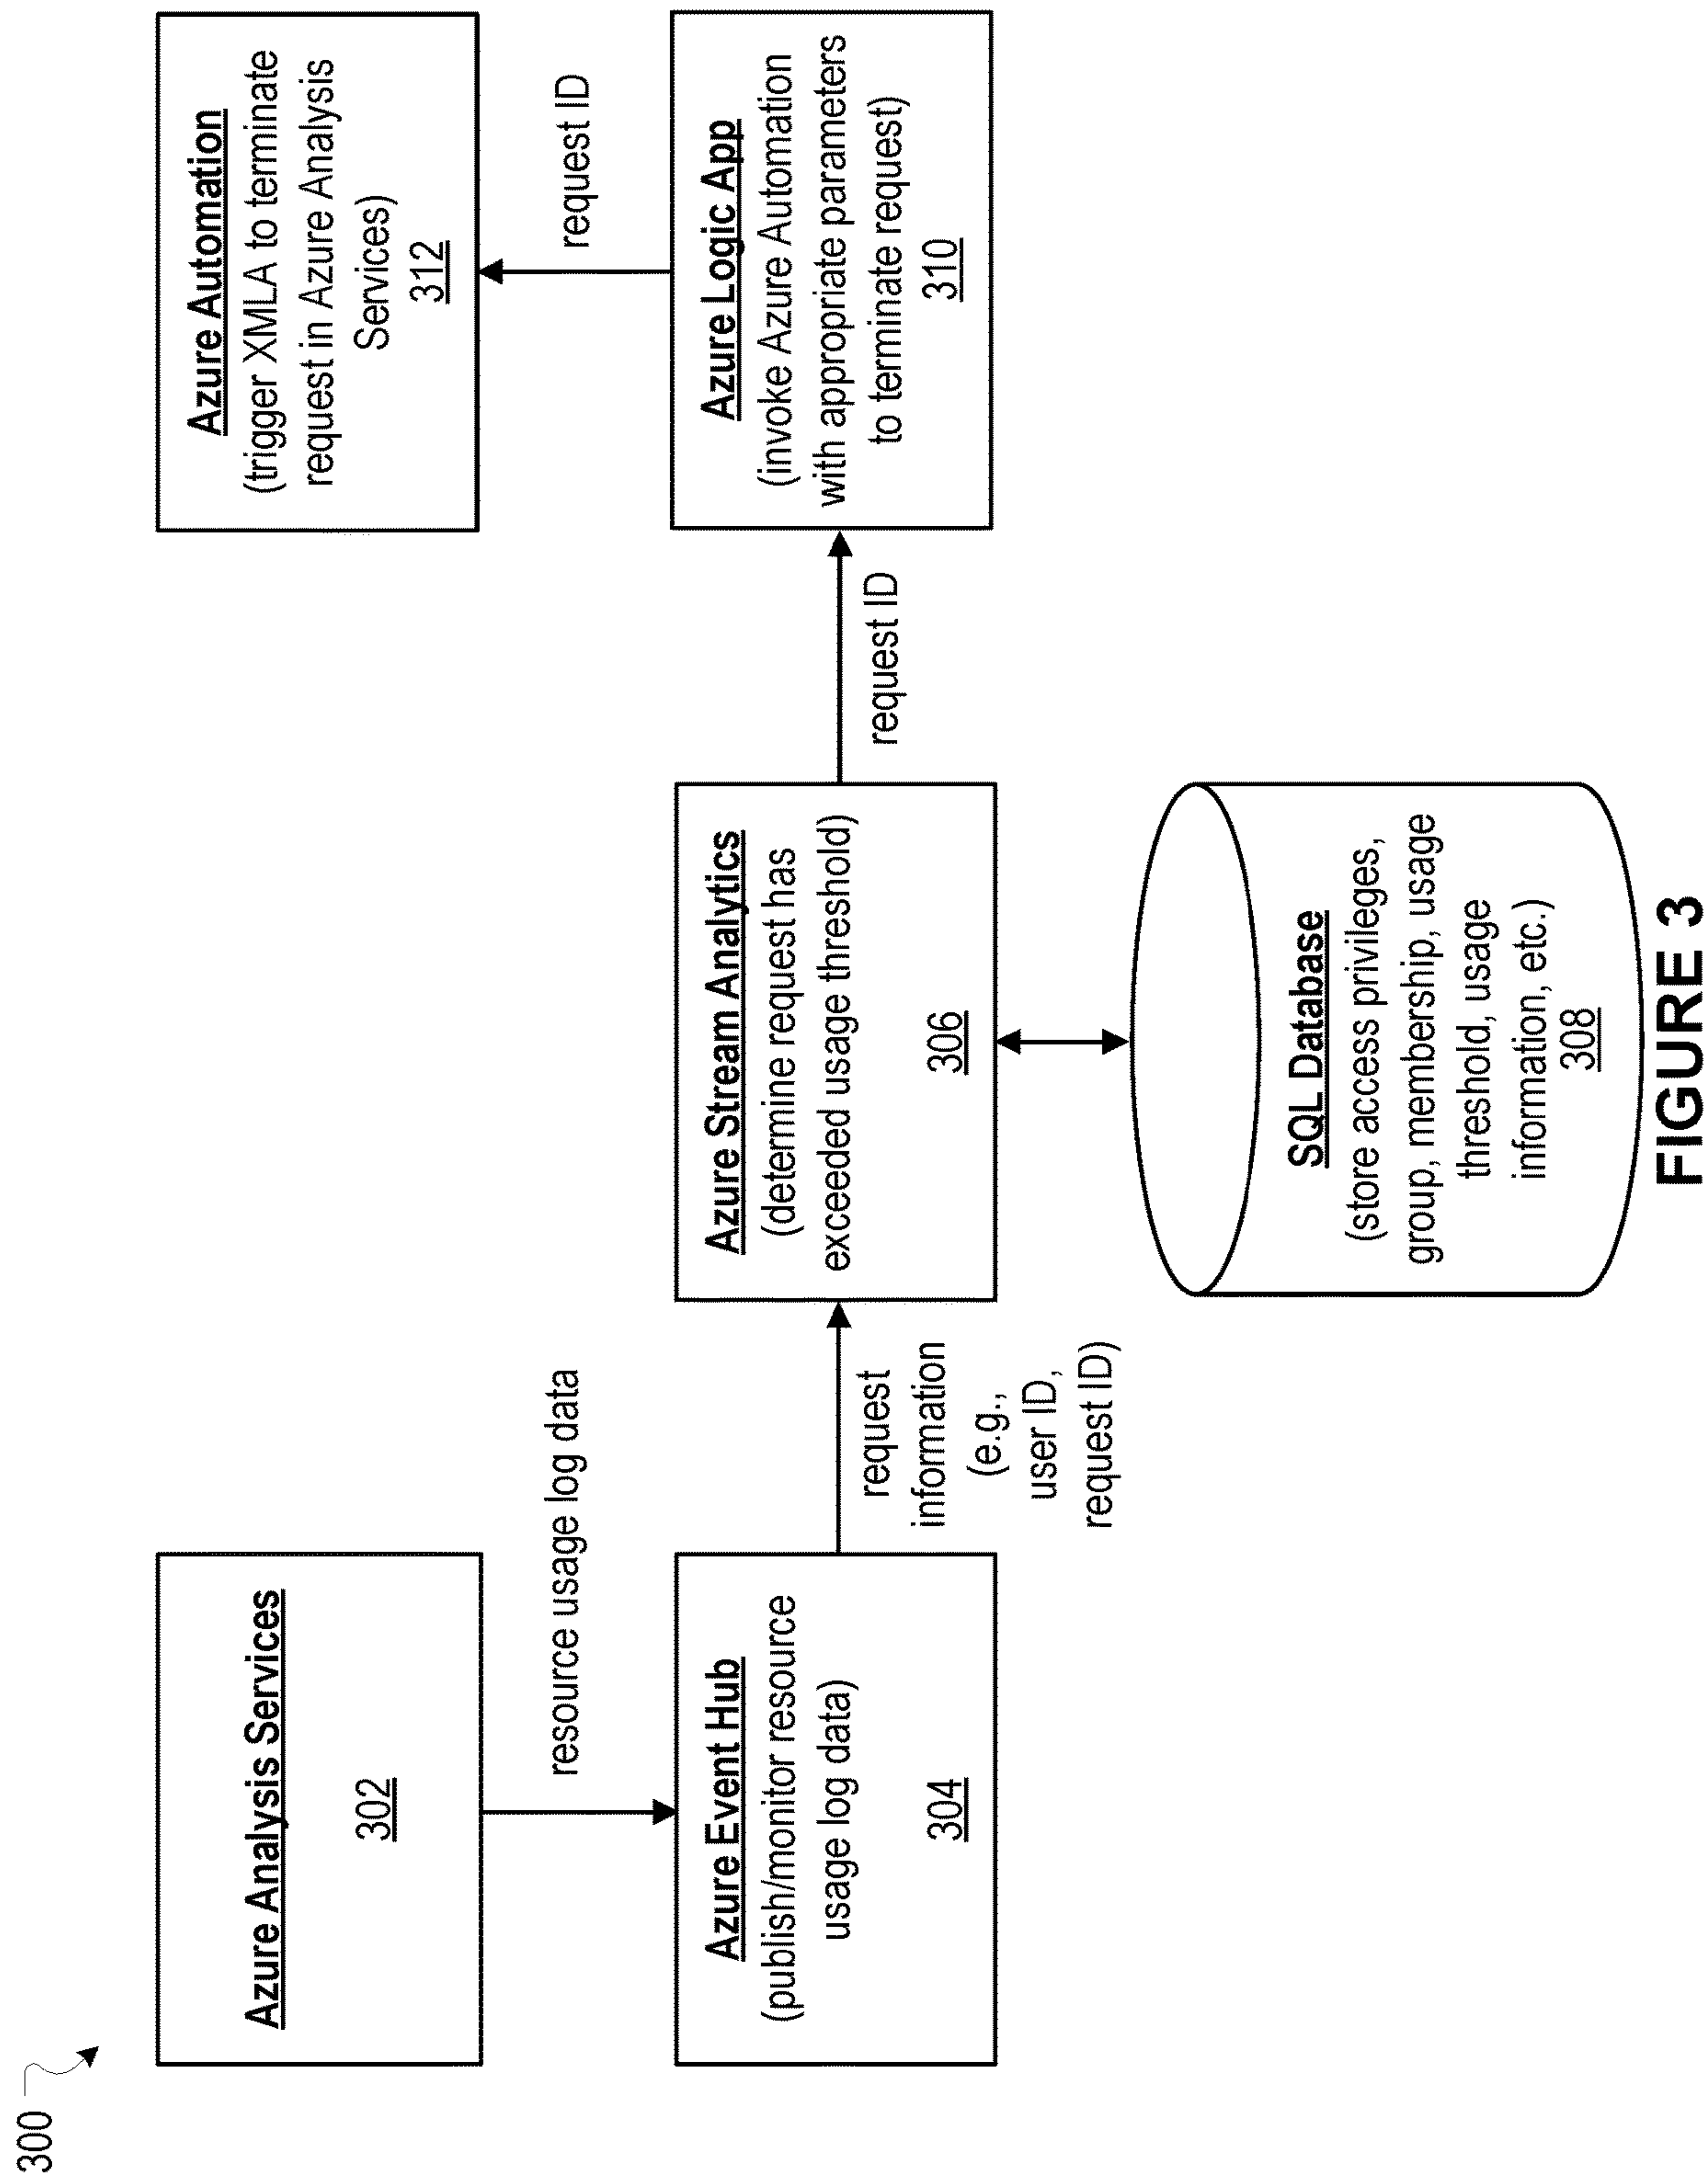 300
Azure Analysis Services
302
resource usage log data
Azure Event Hub
(publish/monitor resource
usage log data)
304
request
information
(e.g.,
user ID,
request ID)
Azure Stream Analytics
(determine request has
exceeded usage threshold)
306
SQL Database
(store access privileges,
group, membership, usage
threshold, usage
information, etc.)
308
request ID
Azure Logic App
(invoke Azure Automation
with appropriate parameters
to terminate request)
310
request ID
Azure Automation
(trigger XMLA to terminate
request in Azure Analysis
Services)
312
FIGURE 3